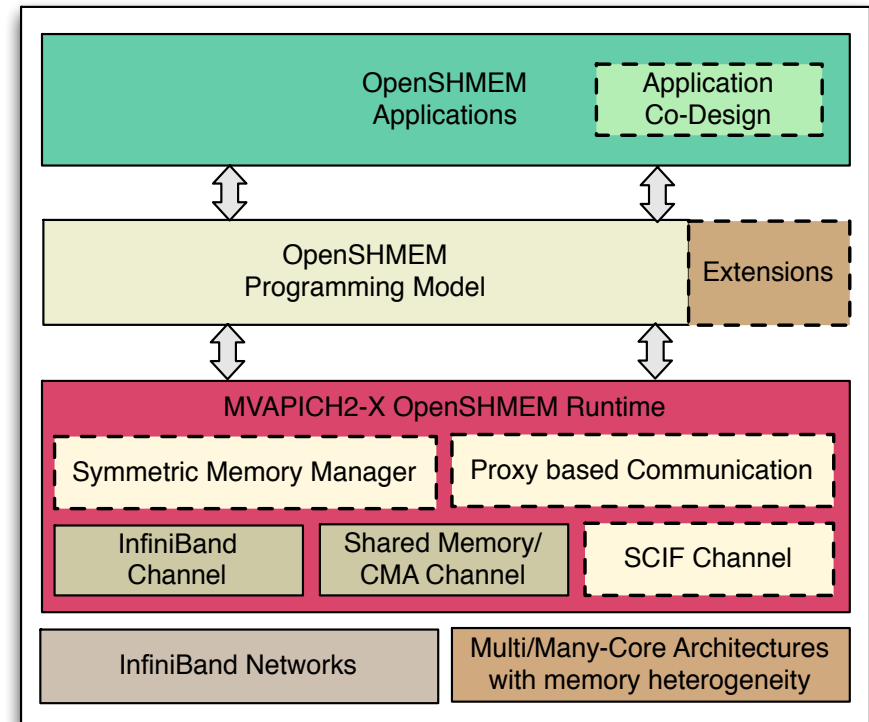 OpenSHMEM
Applications
Application
Co-Design
OpenSHMEM
Programming Model
Extensions
MVAPICH2-X OpenSHMEM Runtime
Symmetric Memory Manager
Proxy based Communication
InfiniBand
Channel
Shared Memory/
CMA Channel
SCIF Channel
InfiniBand Networks
Multi/Many-Core Architectures
with memory heterogeneity